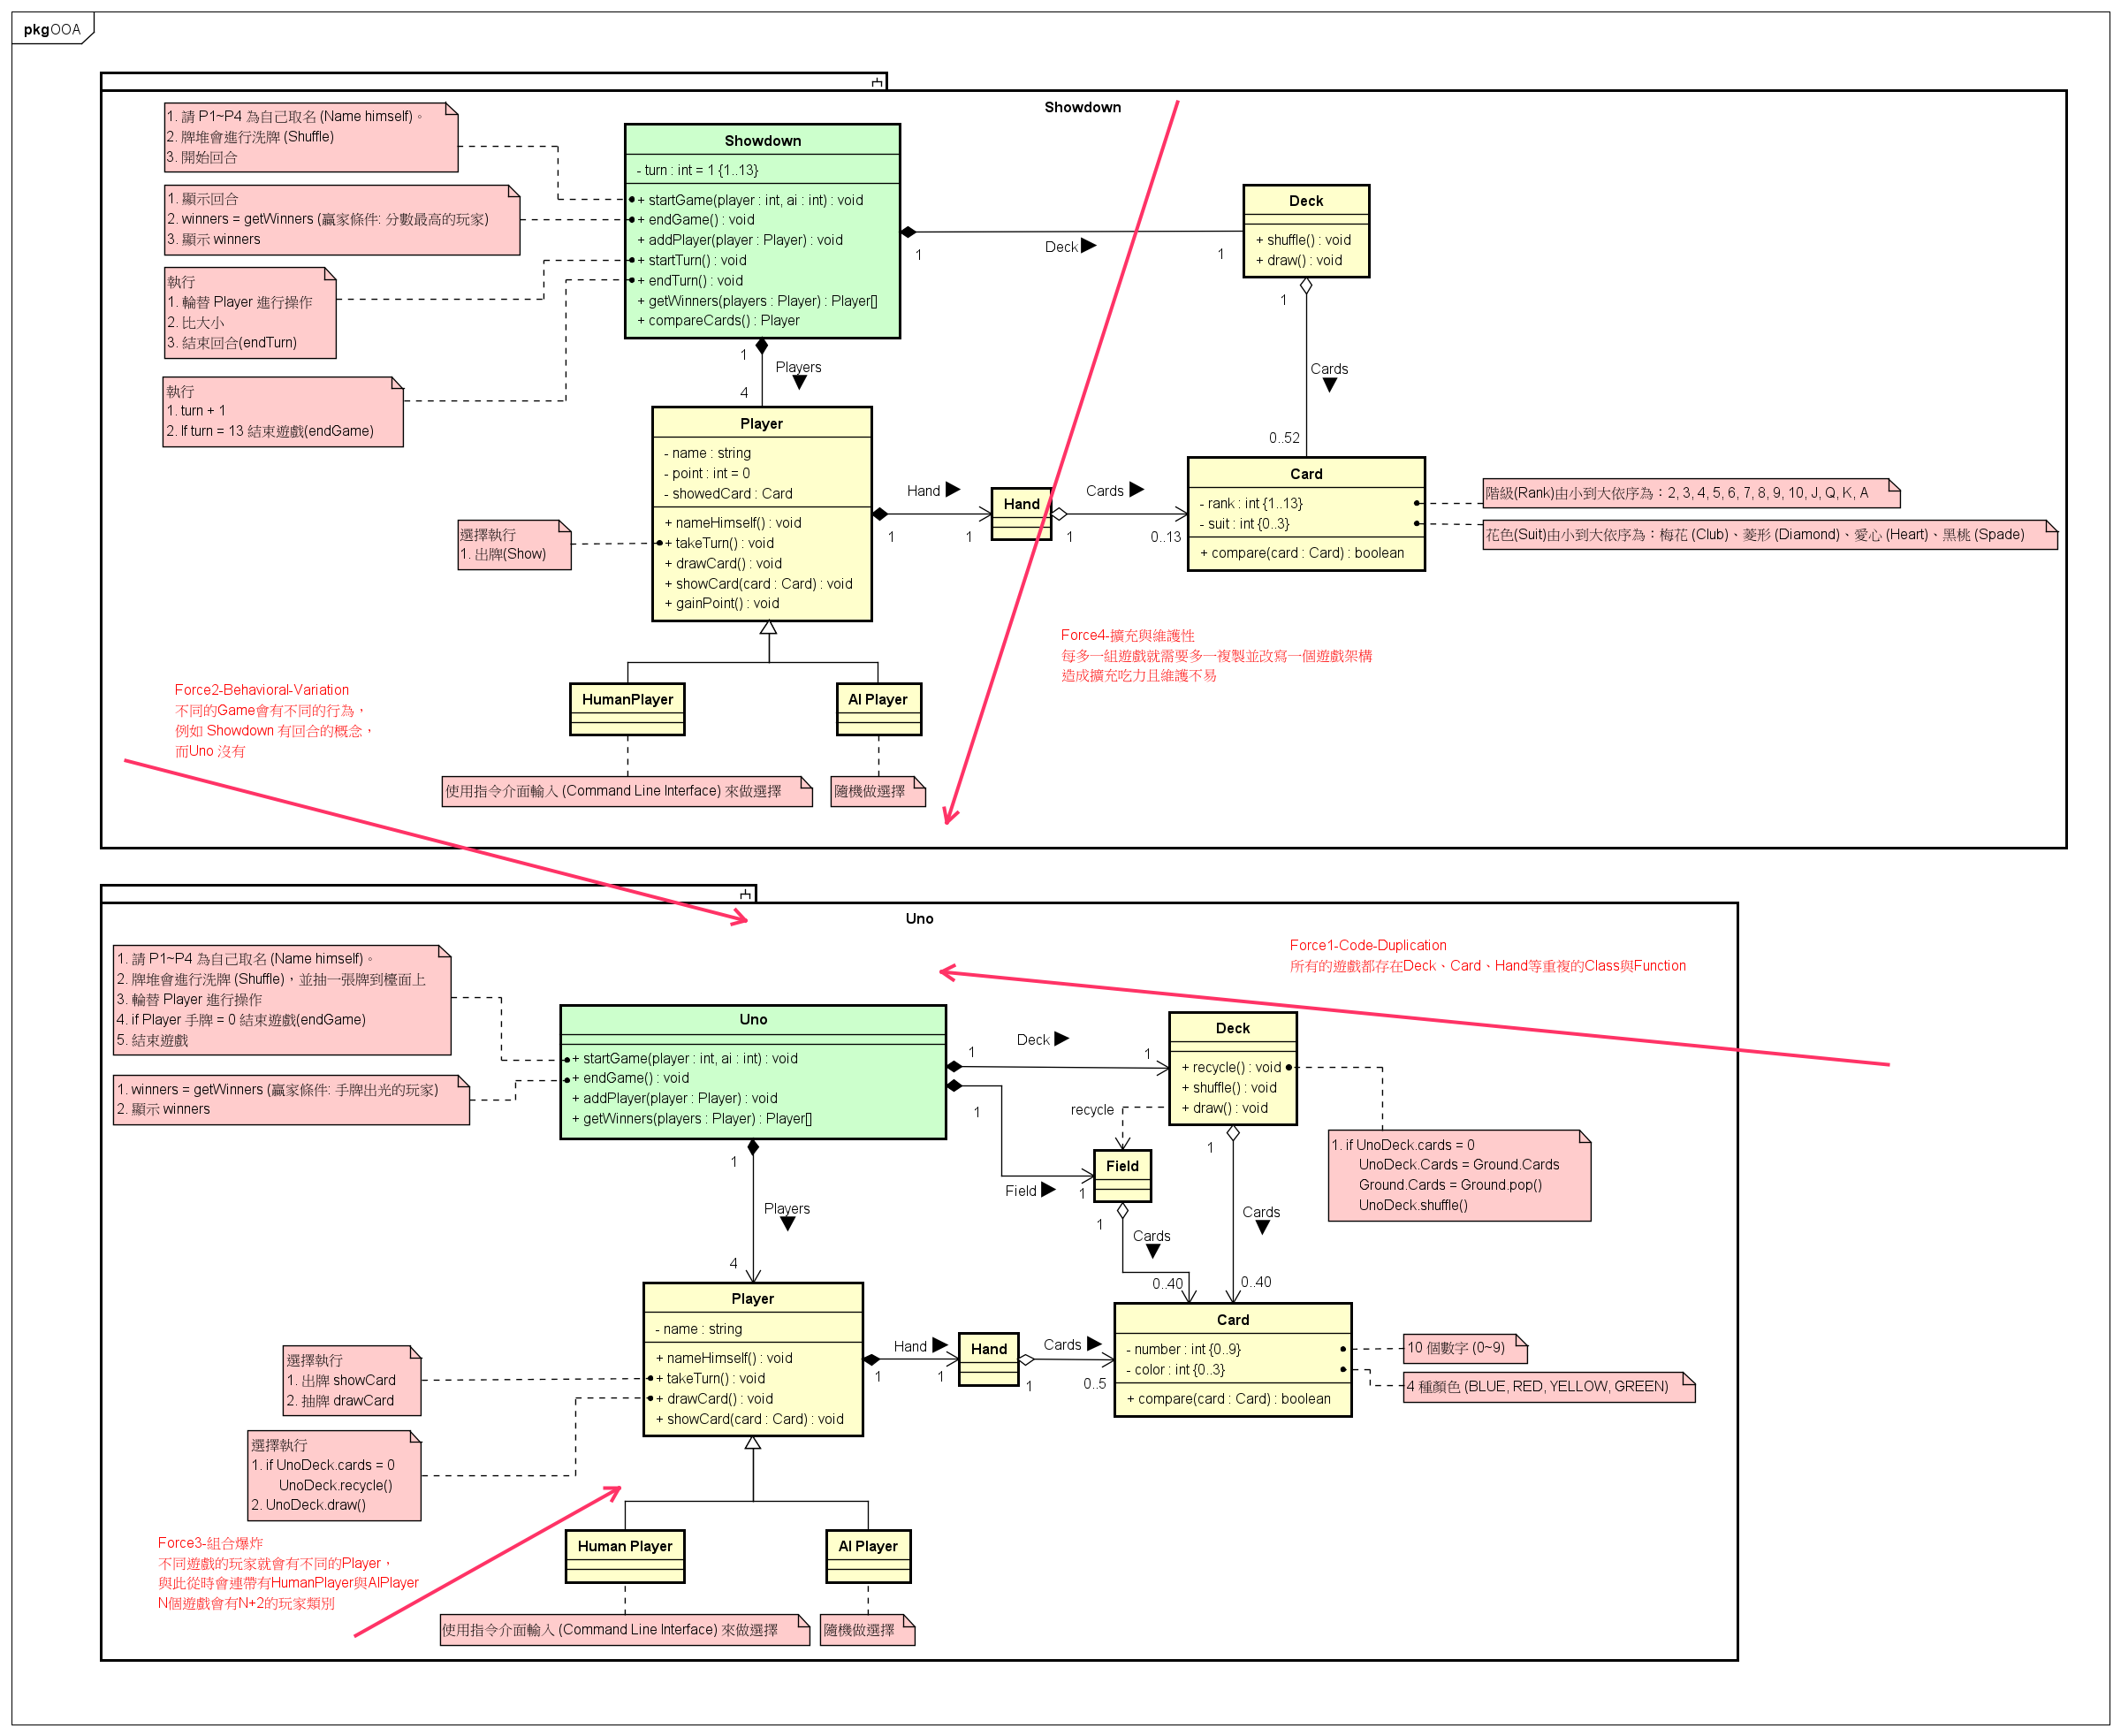 pkg OOA
Showdown
1. 請 P1~P4 為自己取名 (Name himself)。
2. 牌堆會進行洗牌 (Shuffle)
3. 開始回合
1. 顯示回合
2. winners = getWinners (贏家條件: 分數最高的玩家)
3. 顯示 winners
執行
1. 輪替 Player 進行操作
2. 比大小
3. 結束回合(endTurn)
執行
1. turn + 1
2. If turn = 13 結束遊戲(endGame)
Showdown
- turn : int = 1 {1..13}
+ startGame(player : int, ai : int) : void
+ endGame() : void
+ addPlayer(player : Player) : void
+ startTurn() : void
+ endTurn() : void
+ getWinners(players : Player) : Player[]
+ compareCards() : Player
1
Deck
1
Deck
+ shuffle() : void
+ draw() : void
1
Cards
0..52
1
Players
4
Player
- name : string
- point : int = 0
- showedCard : Card
+ nameHimself() : void
+ takeTurn() : void
+ drawCard() : void
+ showCard(card : Card) : void
+ gainPoint() : void
選擇執行
1. 出牌(Show)
Hand
1
1
Hand
Cards
1
0..13
Card
- rank : int {1..13}
- suit : int {0..3}
+ compare(card : Card) : boolean
階級(Rank)由小到大依序為：2, 3, 4, 5, 6, 7, 8, 9, 10, J, Q, K, A
花色(Suit)由小到大依序為：梅花 (Club)、菱形 (Diamond)、愛心 (Heart)、黑桃 (Spade)
Force4-擴充與維護性
每多一組遊戲就需要多一複製並改寫一個遊戲架構
造成擴充吃力且維護不易
Force2-Behavioral-Variation
不同的Game會有不同的行為，
例如 Showdown 有回合的概念，
而Uno 沒有
HumanPlayer
AI Player
使用指令介面輸入 (Command Line Interface) 來做選擇
隨機做選擇
Uno
1. 請 P1~P4 為自己取名 (Name himself)。
2. 牌堆會進行洗牌 (Shuffle)，並抽一張牌到檯面上
3. 輪替 Player 進行操作
4. if Player 手牌 = 0 結束遊戲(endGame)
5. 結束遊戲
1. winners = getWinners (贏家條件: 手牌出光的玩家)
2. 顯示 winners
Force1-Code-Duplication
所有的遊戲都存在Deck、Card、Hand等重複的Class與Function
Uno
+ startGame(player : int, ai : int) : void
+ endGame() : void
+ addPlayer(player : Player) : void
+ getWinners(players : Player) : Player[]
1
Deck
1
Deck
+ recycle() : void
+ shuffle() : void
+ draw() : void
recycle
1
Field
1
Field
1
Cards
0..40
1
Cards
0..40
1. if UnoDeck.cards = 0
UnoDeck.Cards = Ground.Cards
Ground.Cards = Ground.pop()
UnoDeck.shuffle()
1
Players
4
Player
- name : string
+ nameHimself() : void
+ takeTurn() : void
+ drawCard() : void
+ showCard(card : Card) : void
選擇執行
1. 出牌 showCard
2. 抽牌 drawCard
選擇執行
1. if UnoDeck.cards = 0
UnoDeck.recycle()
2. UnoDeck.draw()
Hand
1
1
Hand
Cards
1
0..5
Card
- number : int {0..9}
- color : int {0..3}
+ compare(card : Card) : boolean
10 個數字 (0~9)
4 種顏色 (BLUE, RED, YELLOW, GREEN)
Force3-組合爆炸
不同遊戲的玩家就會有不同的Player，
與此從時會連帶有HumanPlayer與AIPlayer
N個遊戲會有N+2的玩家類別
Human Player
AI Player
使用指令介面輸入 (Command Line Interface) 來做選擇
隨機做選擇